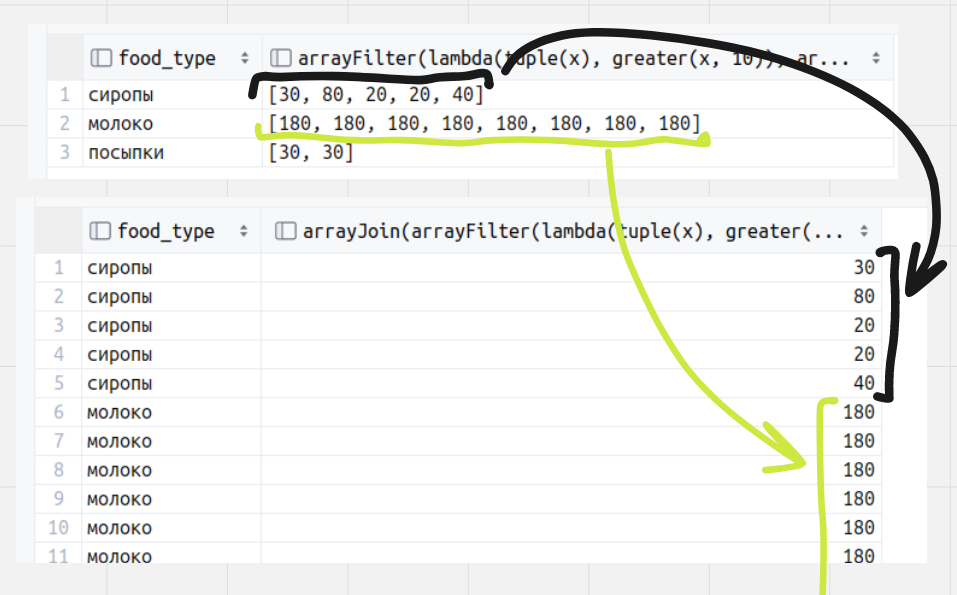 food_type arrayFilter(lambda(tuple(x), greater(x, 10)), ar...
1 сиропы [30, 80, 20, 20, 40]
2 молоко [180, 180, 180, 180, 180, 180, 180, 180]
3 посыпки [30, 30]
food_type arrayJoin(arrayFilter(lambda(tuple(x), greater(...
1 сиропы 30
2 сиропы 80
3 сиропы 20
4 сиропы 20
5 сиропы 40
6 молоко 180
7 молоко 180
8 молоко 180
9 молоко 180
10 молоко 180
11 молоко 180